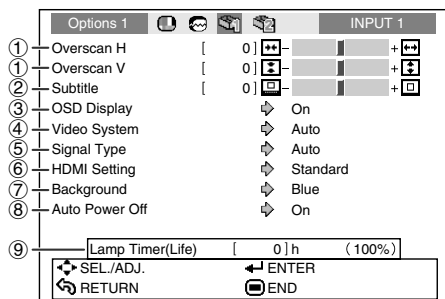 Options 1 INPUT 1
① Overscan H [ 0] − +
① Overscan V [ 0] − +
② Subtitle [ 0] − +
③ OSD Display On
④ Video System Auto
⑤ Signal Type Auto
⑥ HDMI Setting Standard
⑦ Background Blue
⑧ Auto Power Off On
⑨ Lamp Timer(Life) [ 0] h (100%)
SEL./ADJ. ENTER
RETURN END